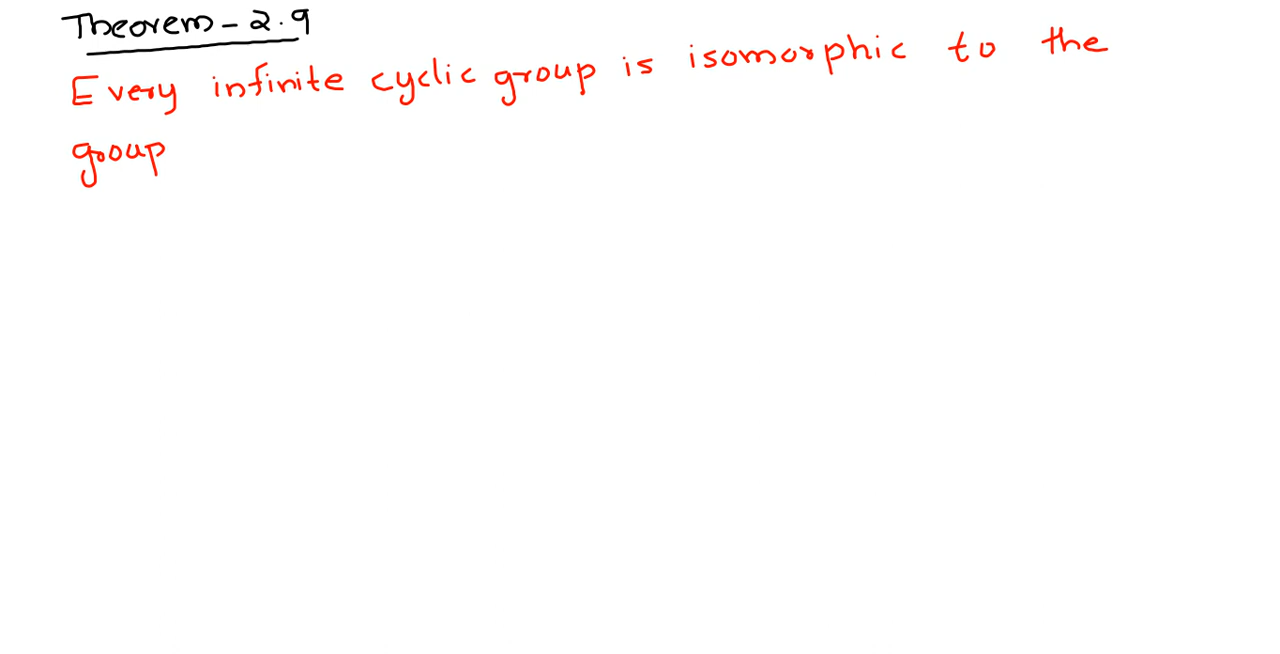 Theorem - 2.9
Every infinite cyclic group is isomorphic to the
group